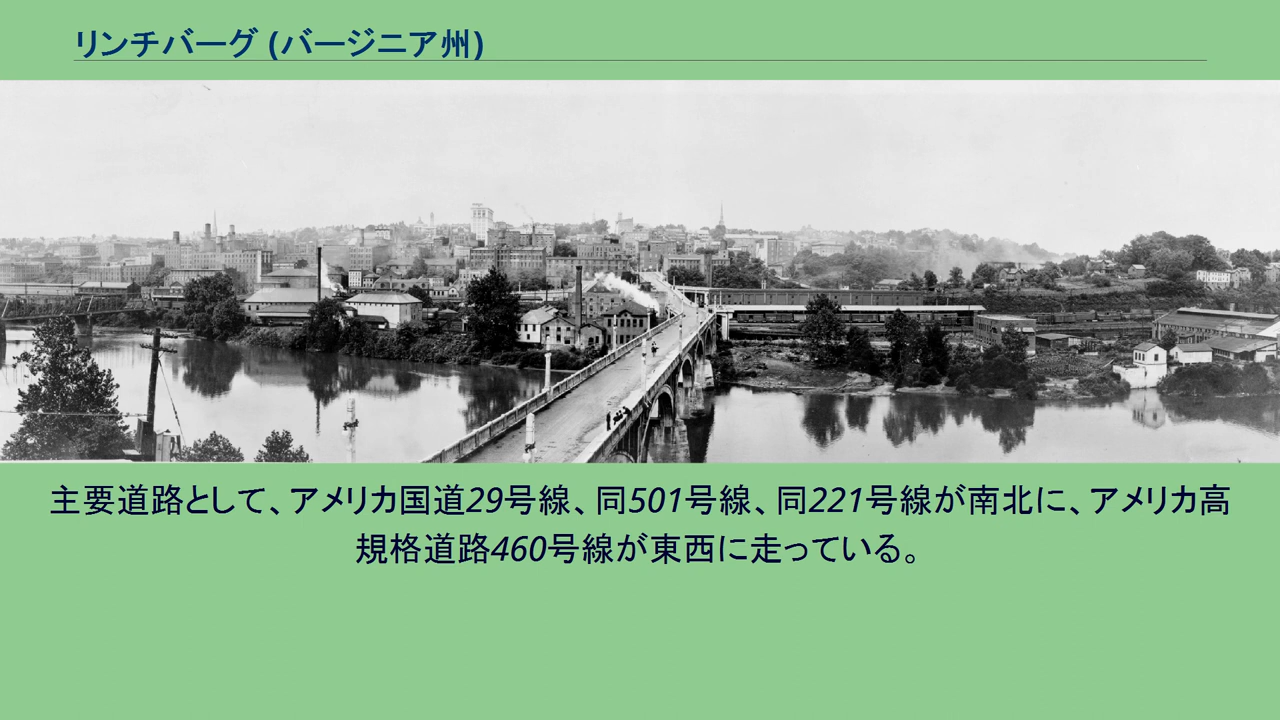 リンチバーグ (バージニア州)
主要道路として、アメリカ国道29号線、同501号線、同221号線が南北に、アメリカ高
規格道路460号線が東西に走っている。